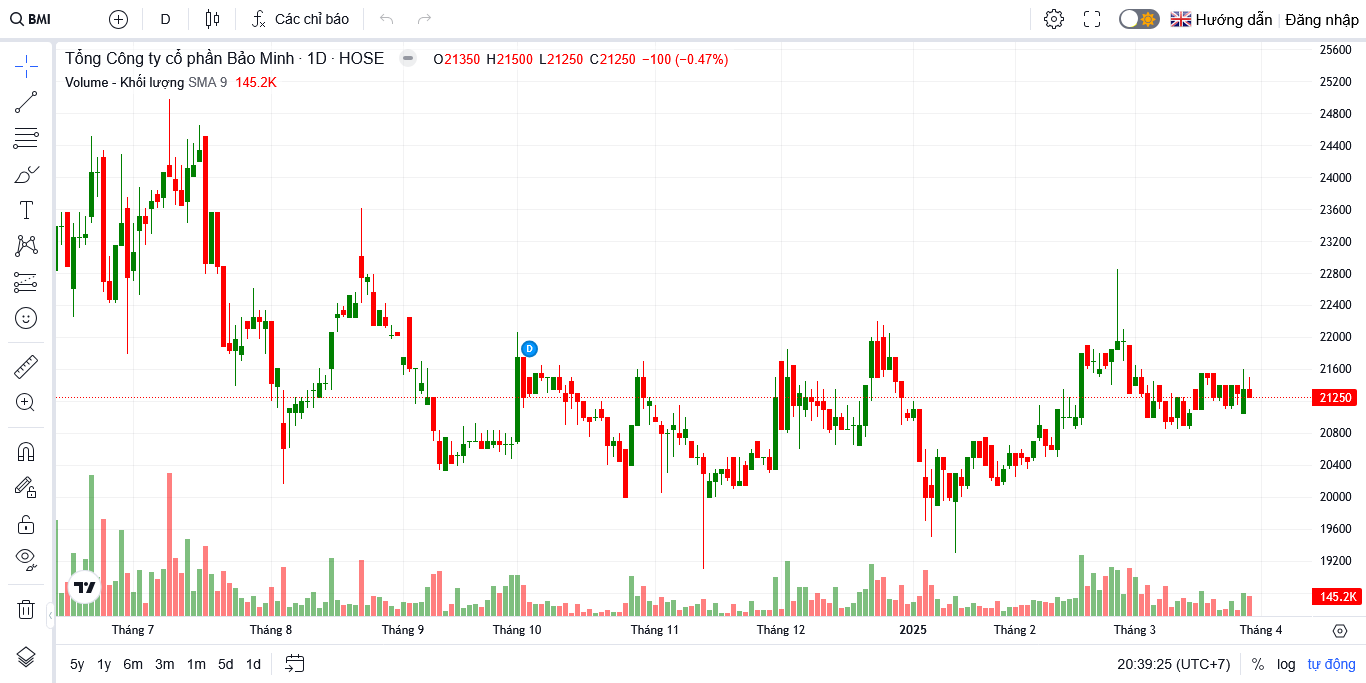 BMI D Các chỉ báo Hướng dẫn Đăng nhập
Tổng Công ty cổ phần Bảo Minh · 1D · HOSE O21350 H21500 L21250 C21250 −100 (−0.47%)
Volume - Khối lượng SMA 9 145.2K
D
25600
25200
24800
24400
24000
23600
23200
22800
22400
22000
21600
21250
20800
20400
20000
19600
19200
145.2K
Tháng 7 Tháng 8 Tháng 9 Tháng 10 Tháng 11 Tháng 12 2025 Tháng 2 Tháng 3 Tháng 4
5y 1y 6m 3m 1m 5d 1d 20:39:25 (UTC+7) % log tự động